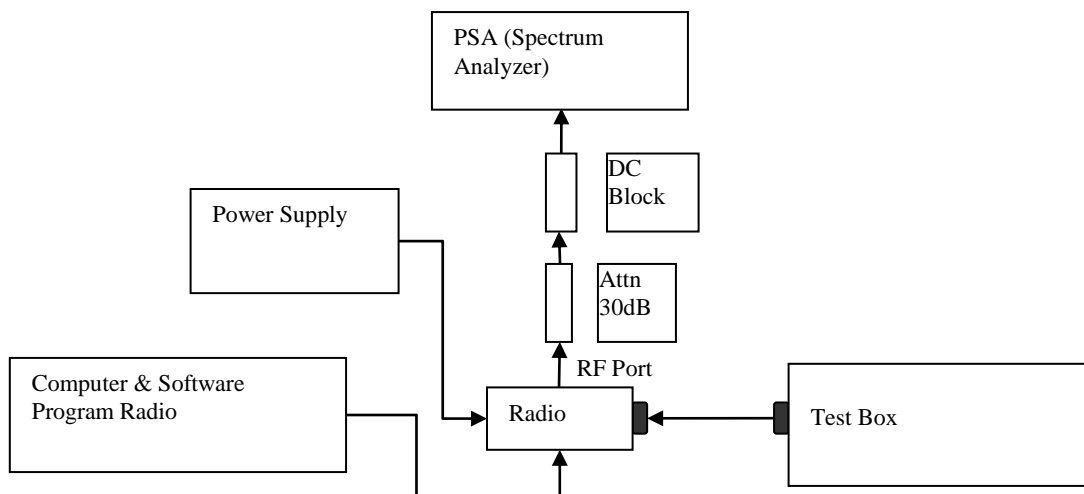 PSA (Spectrum
Analyzer)
DC
Block
Power Supply
Attn
30dB
RF Port
Computer & Software
Program Radio
Radio
Test Box